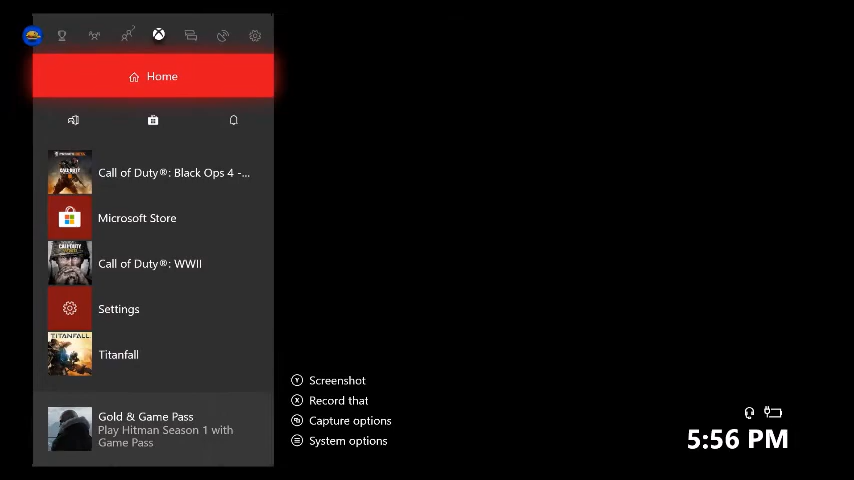 Home
Call of Duty®: Black Ops 4 -...
Microsoft Store
Call of Duty®: WWII
Settings
TITANFALL
Titanfall
Gold & Game Pass
Play Hitman Season 1 with
Game Pass
Y Screenshot
X Record that
Capture options
System options
5:56 PM